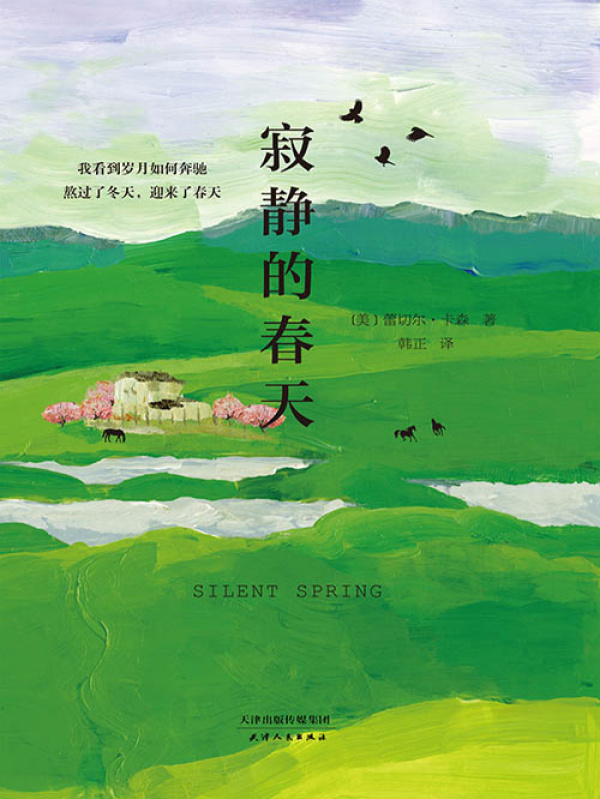 我看到岁月如何奔驰
熬过了冬天，迎来了春天
寂静的春天
〔美〕蕾切尔·卡森 著
韩正 译
SILENT SPRING
天津出版传媒集团
天津人民出版社